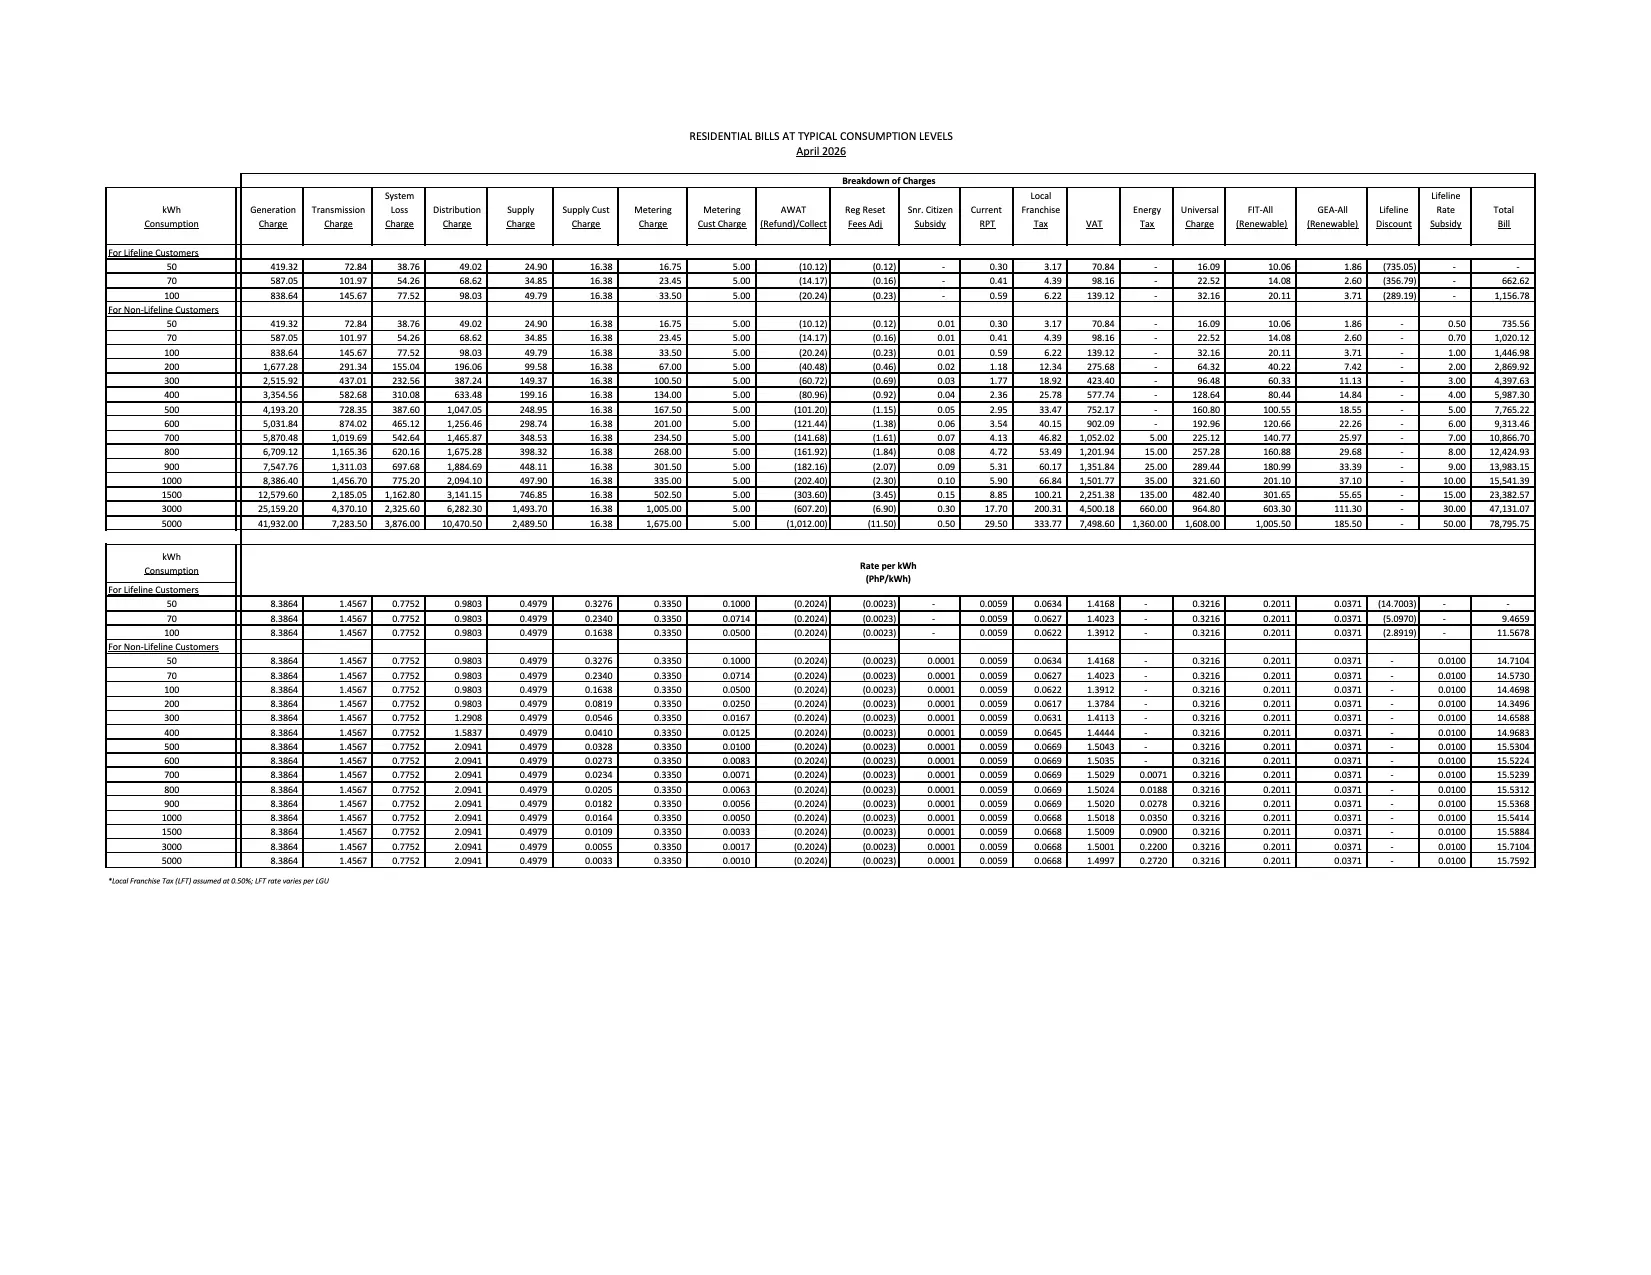 RESIDENTIAL BILLS AT TYPICAL CONSUMPTION LEVELS
April 2026
Breakdown of Charges
kWh Consumption Generation Charge Transmission Charge System Loss Charge Distribution Charge Supply Charge Supply Cust Charge Metering Charge Metering Cust Charge AWAT (Refund)/Collect Reg Reset Fees Adj Snr. Citizen Subsidy Current RPT Local Franchise Tax VAT Energy Tax Universal Charge FIT-All (Renewable) GEA-All (Renewable) Lifeline Discount Lifeline Rate Subsidy Total Bill
For Lifeline Customers
50 419.32 72.84 38.76 49.02 24.90 16.38 16.75 5.00 (10.12) (0.12) - 0.30 3.17 70.84 - 16.09 10.06 1.86 (735.05) - -
70 587.05 101.97 54.26 68.62 34.85 16.38 23.45 5.00 (14.17) (0.16) - 0.41 4.39 98.16 - 22.52 14.08 2.60 (356.79) - 662.62
100 838.64 145.67 77.52 98.03 49.79 16.38 33.50 5.00 (20.24) (0.23) - 0.59 6.22 139.12 - 32.16 20.11 3.71 (289.19) - 1,156.78
For Non-Lifeline Customers
50 419.32 72.84 38.76 49.02 24.90 16.38 16.75 5.00 (10.12) (0.12) 0.01 0.30 3.17 70.84 - 16.09 10.06 1.86 - 0.50 735.56
70 587.05 101.97 54.26 68.62 34.85 16.38 23.45 5.00 (14.17) (0.16) 0.01 0.41 4.39 98.16 - 22.52 14.08 2.60 - 0.70 1,020.12
100 838.64 145.67 77.52 98.03 49.79 16.38 33.50 5.00 (20.24) (0.23) 0.01 0.59 6.22 139.12 - 32.16 20.11 3.71 - 1.00 1,446.98
200 1,677.28 291.34 155.04 196.06 99.58 16.38 67.00 5.00 (40.48) (0.46) 0.02 1.18 12.34 275.68 - 64.32 40.22 7.42 - 2.00 2,869.92
300 2,515.92 437.01 232.56 387.24 149.37 16.38 100.50 5.00 (60.72) (0.69) 0.03 1.77 18.92 423.40 - 96.48 60.33 11.13 - 3.00 4,397.63
400 3,354.56 582.68 310.08 633.48 199.16 16.38 134.00 5.00 (80.96) (0.92) 0.04 2.36 25.78 577.74 - 128.64 80.44 14.84 - 4.00 5,987.30
500 4,193.20 728.35 387.60 1,047.05 248.95 16.38 167.50 5.00 (101.20) (1.15) 0.05 2.95 33.47 752.17 - 160.80 100.55 18.55 - 5.00 7,765.22
600 5,031.84 874.02 465.12 1,256.46 298.74 16.38 201.00 5.00 (121.44) (1.38) 0.06 3.54 40.15 902.09 - 192.96 120.66 22.26 - 6.00 9,313.46
700 5,870.48 1,019.69 542.64 1,465.87 348.53 16.38 234.50 5.00 (141.68) (1.61) 0.07 4.13 46.82 1,052.02 5.00 225.12 140.77 25.97 - 7.00 10,866.70
800 6,709.12 1,165.36 620.16 1,675.28 398.32 16.38 268.00 5.00 (161.92) (1.84) 0.08 4.72 53.49 1,201.94 15.00 257.28 160.88 29.68 - 8.00 12,424.93
900 7,547.76 1,311.03 697.68 1,884.69 448.11 16.38 301.50 5.00 (182.16) (2.07) 0.09 5.31 60.17 1,351.84 25.00 289.44 180.99 33.39 - 9.00 13,983.15
1000 8,386.40 1,456.70 775.20 2,094.10 497.90 16.38 335.00 5.00 (202.40) (2.30) 0.10 5.90 66.84 1,501.77 35.00 321.60 201.10 37.10 - 10.00 15,541.39
1500 12,579.60 2,185.05 1,162.80 3,141.15 746.85 16.38 502.50 5.00 (303.60) (3.45) 0.15 8.85 100.21 2,251.38 135.00 482.40 301.65 55.65 - 15.00 23,382.57
3000 25,159.20 4,370.10 2,325.60 6,282.30 1,493.70 16.38 1,005.00 5.00 (607.20) (6.90) 0.30 17.70 200.31 4,500.18 660.00 964.80 603.30 111.30 - 30.00 47,131.07
5000 41,932.00 7,283.50 3,876.00 10,470.50 2,489.50 16.38 1,675.00 5.00 (1,012.00) (11.50) 0.50 29.50 333.77 7,498.60 1,360.00 1,608.00 1,005.50 185.50 - 50.00 78,795.75
kWh Consumption Rate per kWh (PhP/kWh)
For Lifeline Customers
50 8.3864 1.4567 0.7752 0.9803 0.4979 0.3276 0.3350 0.1000 (0.2024) (0.0023) - 0.0059 0.0634 1.4168 - 0.3216 0.2011 0.0371 (14.7003) - -
70 8.3864 1.4567 0.7752 0.9803 0.4979 0.2340 0.3350 0.0714 (0.2024) (0.0023) - 0.0059 0.0627 1.4023 - 0.3216 0.2011 0.0371 (5.0970) - 9.4659
100 8.3864 1.4567 0.7752 0.9803 0.4979 0.1638 0.3350 0.0500 (0.2024) (0.0023) - 0.0059 0.0622 1.3912 - 0.3216 0.2011 0.0371 (2.8919) - 11.5678
For Non-Lifeline Customers
50 8.3864 1.4567 0.7752 0.9803 0.4979 0.3276 0.3350 0.1000 (0.2024) (0.0023) 0.0001 0.0059 0.0634 1.4168 - 0.3216 0.2011 0.0371 - 0.0100 14.7104
70 8.3864 1.4567 0.7752 0.9803 0.4979 0.2340 0.3350 0.0714 (0.2024) (0.0023) 0.0001 0.0059 0.0627 1.4023 - 0.3216 0.2011 0.0371 - 0.0100 14.5730
100 8.3864 1.4567 0.7752 0.9803 0.4979 0.1638 0.3350 0.0500 (0.2024) (0.0023) 0.0001 0.0059 0.0622 1.3912 - 0.3216 0.2011 0.0371 - 0.0100 14.4698
200 8.3864 1.4567 0.7752 0.9803 0.4979 0.0819 0.3350 0.0250 (0.2024) (0.0023) 0.0001 0.0059 0.0617 1.3784 - 0.3216 0.2011 0.0371 - 0.0100 14.3496
300 8.3864 1.4567 0.7752 1.2908 0.4979 0.0546 0.3350 0.0167 (0.2024) (0.0023) 0.0001 0.0059 0.0631 1.4113 - 0.3216 0.2011 0.0371 - 0.0100 14.6588
400 8.3864 1.4567 0.7752 1.5837 0.4979 0.0410 0.3350 0.0125 (0.2024) (0.0023) 0.0001 0.0059 0.0645 1.4444 - 0.3216 0.2011 0.0371 - 0.0100 14.9683
500 8.3864 1.4567 0.7752 2.0941 0.4979 0.0328 0.3350 0.0100 (0.2024) (0.0023) 0.0001 0.0059 0.0669 1.5043 - 0.3216 0.2011 0.0371 - 0.0100 15.5304
600 8.3864 1.4567 0.7752 2.0941 0.4979 0.0273 0.3350 0.0083 (0.2024) (0.0023) 0.0001 0.0059 0.0669 1.5035 - 0.3216 0.2011 0.0371 - 0.0100 15.5224
700 8.3864 1.4567 0.7752 2.0941 0.4979 0.0234 0.3350 0.0071 (0.2024) (0.0023) 0.0001 0.0059 0.0669 1.5029 0.0071 0.3216 0.2011 0.0371 - 0.0100 15.5239
800 8.3864 1.4567 0.7752 2.0941 0.4979 0.0205 0.3350 0.0063 (0.2024) (0.0023) 0.0001 0.0059 0.0669 1.5024 0.0188 0.3216 0.2011 0.0371 - 0.0100 15.5312
900 8.3864 1.4567 0.7752 2.0941 0.4979 0.0182 0.3350 0.0056 (0.2024) (0.0023) 0.0001 0.0059 0.0669 1.5020 0.0278 0.3216 0.2011 0.0371 - 0.0100 15.5368
1000 8.3864 1.4567 0.7752 2.0941 0.4979 0.0164 0.3350 0.0050 (0.2024) (0.0023) 0.0001 0.0059 0.0668 1.5018 0.0350 0.3216 0.2011 0.0371 - 0.0100 15.5414
1500 8.3864 1.4567 0.7752 2.0941 0.4979 0.0109 0.3350 0.0033 (0.2024) (0.0023) 0.0001 0.0059 0.0668 1.5009 0.0900 0.3216 0.2011 0.0371 - 0.0100 15.5884
3000 8.3864 1.4567 0.7752 2.0941 0.4979 0.0055 0.3350 0.0017 (0.2024) (0.0023) 0.0001 0.0059 0.0668 1.5001 0.2200 0.3216 0.2011 0.0371 - 0.0100 15.7104
5000 8.3864 1.4567 0.7752 2.0941 0.4979 0.0033 0.3350 0.0010 (0.2024) (0.0023) 0.0001 0.0059 0.0668 1.4997 0.2720 0.3216 0.2011 0.0371 - 0.0100 15.7592
*Local Franchise Tax (LFT) assumed at 0.50%; LFT rate varies per LGU